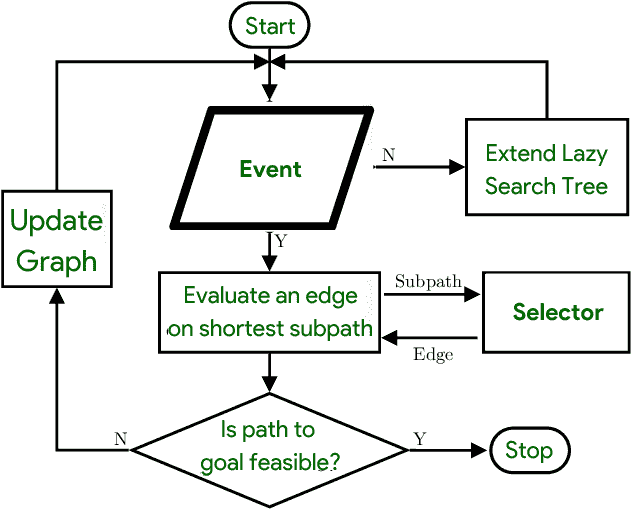 Start
Event
N
Extend Lazy
Search Tree
Update
Graph
Y
Evaluate an edge
on shortest subpath
Subpath
Selector
Edge
Is path to
goal feasible?
N
Y
Stop